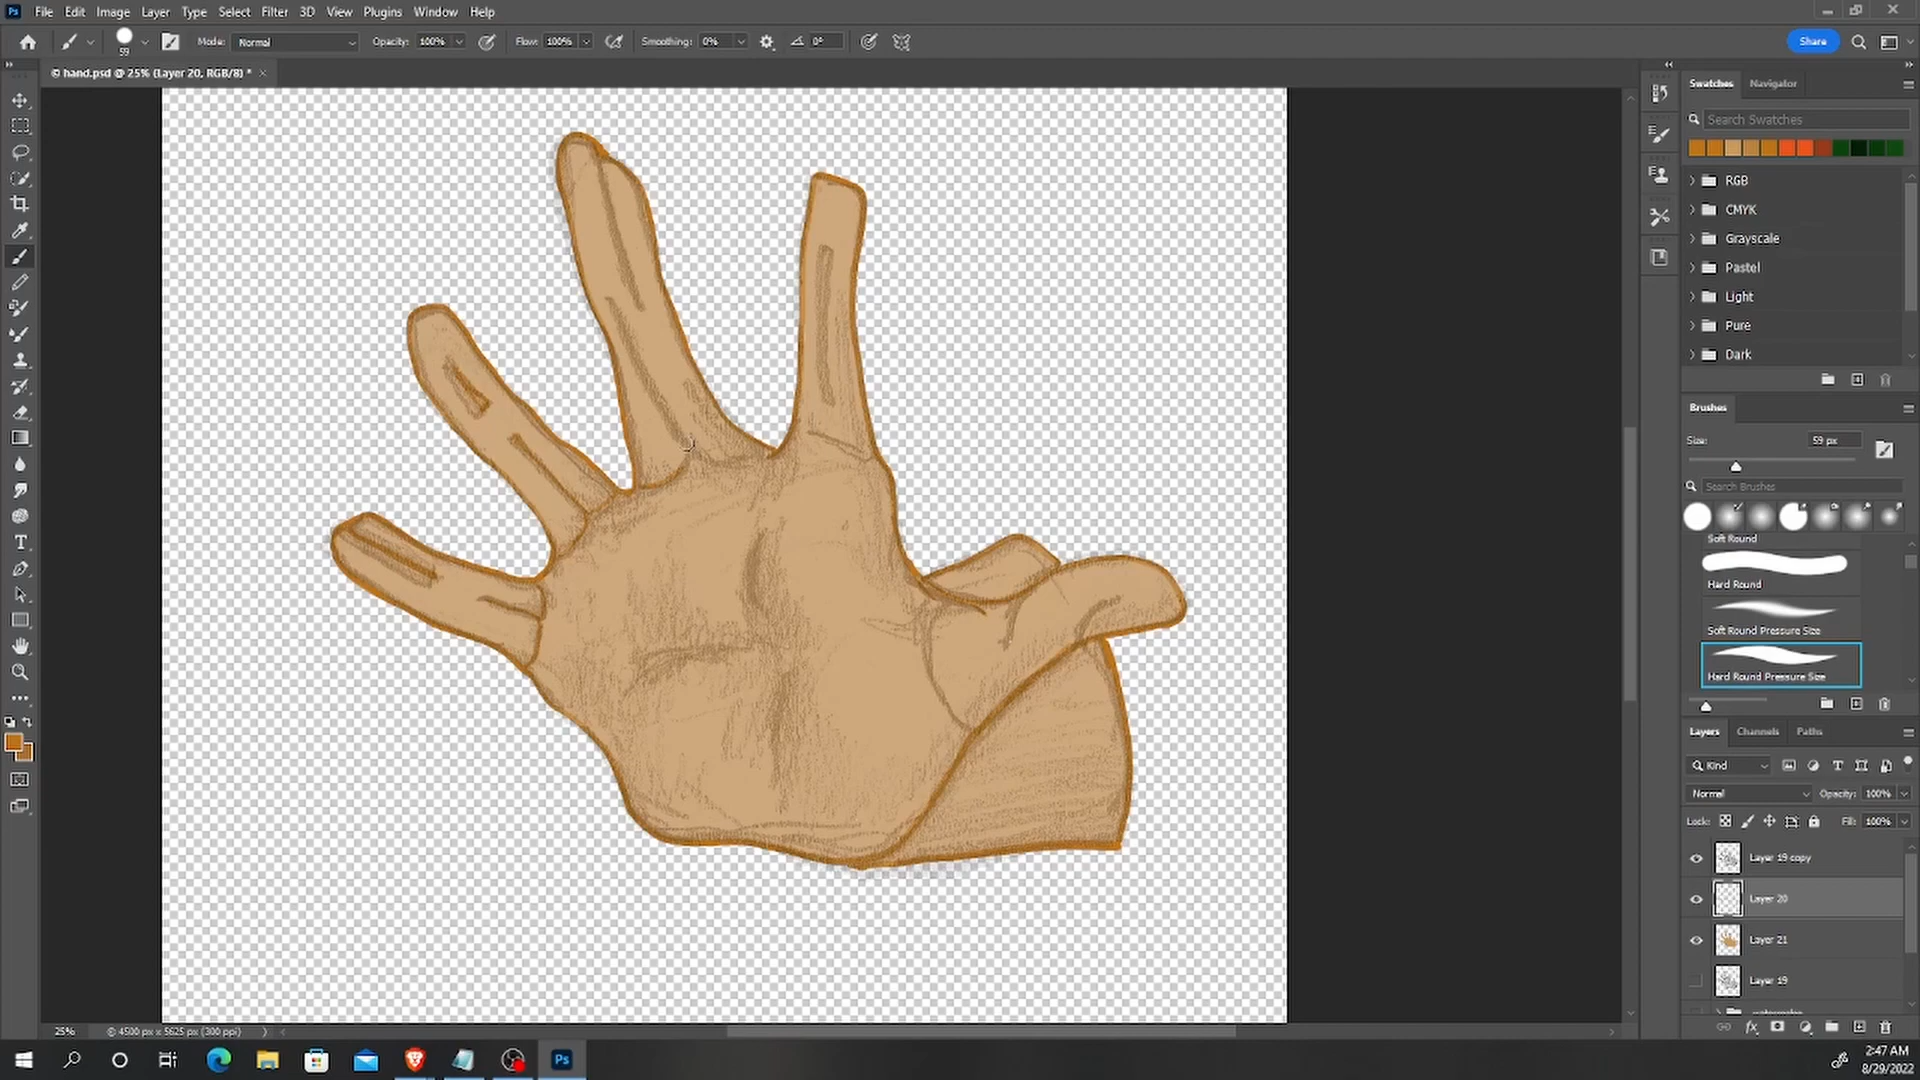 Ps File Edit Image Layer Type Select Filter 3D View Plugins Window Help
59 Mode: Normal Opacity: 100% Flow: 100% Smoothing: 0% 0° Share
© hand.psd @ 25% (Layer 20, RGB/8) *
Swatches Navigator
Search Swatches
RGB
CMYK
Grayscale
Pastel
Light
Pure
Dark
Brushes
Size: 59 px
Search Brushes
Soft Round
Hard Round
Soft Round Pressure Size
Hard Round Pressure Size
Layers Channels Paths
Kind
Normal Opacity: 100%
Lock: Fill: 100%
Layer 19 copy
Layer 20
Layer 21
Layer 19
25% © 4500 px x 5625 px (300 ppi)
Ps
2:47 AM
8/29/2022